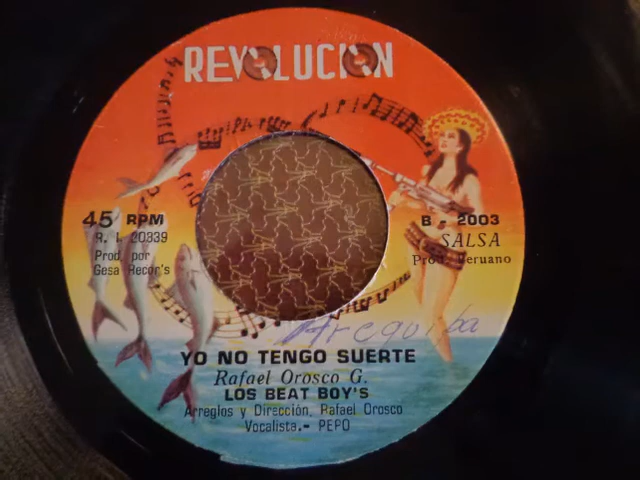 REVOLUCION
45 RPM
R. I. 20339
Prod. por
Gesa Recor's
B - 2003
SALSA
Prod. Peruano
Arequiba
YO NO TENGO SUERTE
Rafael Orosco G.
LOS BEAT BOY'S
Arreglos y Dirección, Rafael Orosco
Vocalista.- PEPO